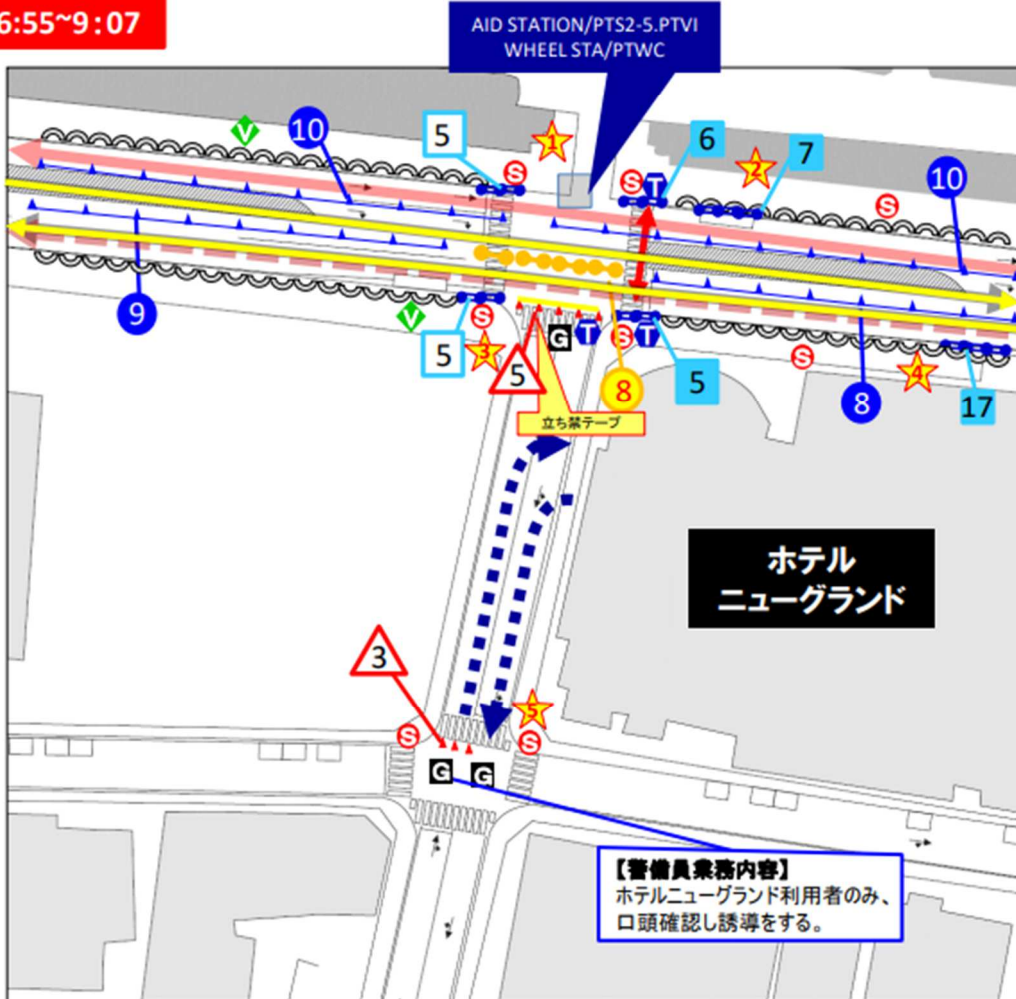 6:55~9:07
AID STATION/PTS2-5.PTVI
WHEEL STA/PTWC
V
10
5
S
1
S
T
6
2
7
S
10
9
V
5
S
3
5
G
T
S
T
8
5
S
8
4
17
立ち禁テープ
ホテル
ニューグランド
3
S
5
S
G
G
【警備員業務内容】
ホテルニューグランド利用者のみ、
口頭確認し誘導をする。